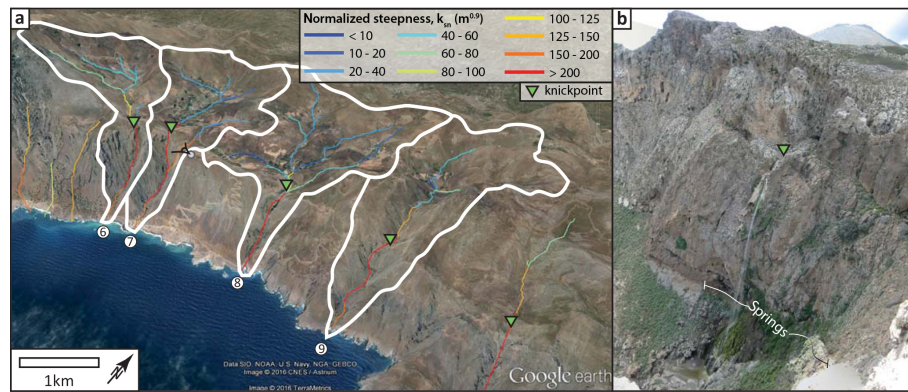 a
Normalized steepness, ksn (m0.9)
< 10
10 - 20
20 - 40
40 - 60
60 - 80
80 - 100
100 - 125
125 - 150
150 - 200
> 200
knickpoint
6
7
8
9
Data SIO, NOAA, U.S. Navy, NGA, GEBCO
Image © 2016 CNES / Astrium
Image © 2016 TerraMetrics
Google earth
1km
b
Springs